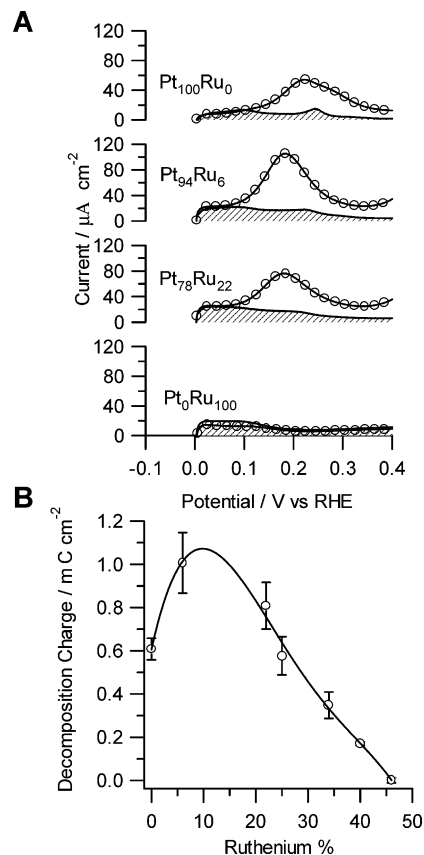 A
120
80
40
0
Pt100Ru0
120
80
40
0
Pt94Ru6
120
80
40
0
Pt78Ru22
120
80
40
0
Pt0Ru100
Current / µA cm-2
-0.1 0.0 0.1 0.2 0.3 0.4
Potential / V vs RHE
B
1.2
1.0
0.8
0.6
0.4
0.2
0.0
Decomposition Charge / m C cm-2
0 10 20 30 40 50
Ruthenium %